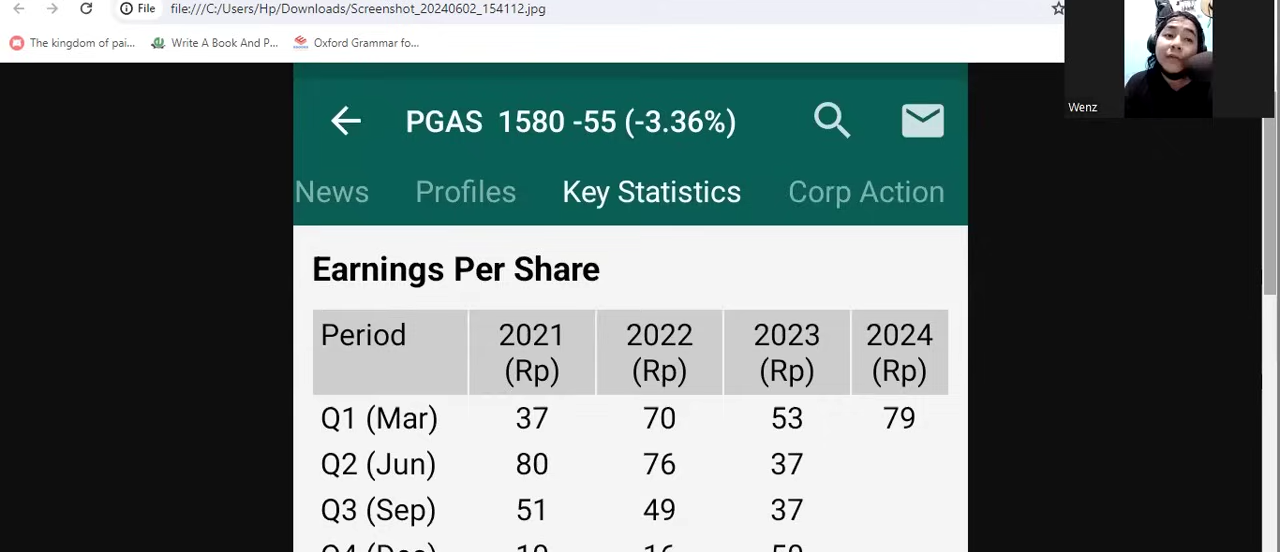 File file:///C:/Users/Hp/Downloads/Screenshot_20240602_154112.jpg
The kingdom of pai... Write A Book And P... Oxford Grammar fo...
Wenz
PGAS 1580 -55 (-3.36%)
News Profiles Key Statistics Corp Action
Earnings Per Share
Period 2021 (Rp) 2022 (Rp) 2023 (Rp) 2024 (Rp)
Q1 (Mar) 37 70 53 79
Q2 (Jun) 80 76 37
Q3 (Sep) 51 49 37